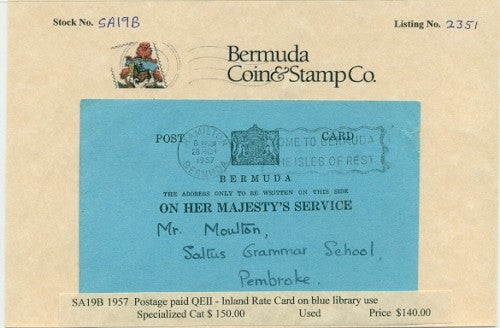 Stock No. SA19B Listing No. 2351
Bermuda
Coin & Stamp Co.
POST CARD
HAMILTON
1957
BERMUDA
OME TO BERMUDA
HE ISLES OF REST
BERMUDA
THE ADDRESS ONLY TO BE WRITTEN ON THIS SIDE
ON HER MAJESTY'S SERVICE
Mr. Moulton,
Saltus Grammar School,
Pembroke.
SA19B 1957 Postage paid QEII - Inland Rate Card on blue library use
Specialized Cat $ 150.00 Used Price $140.00